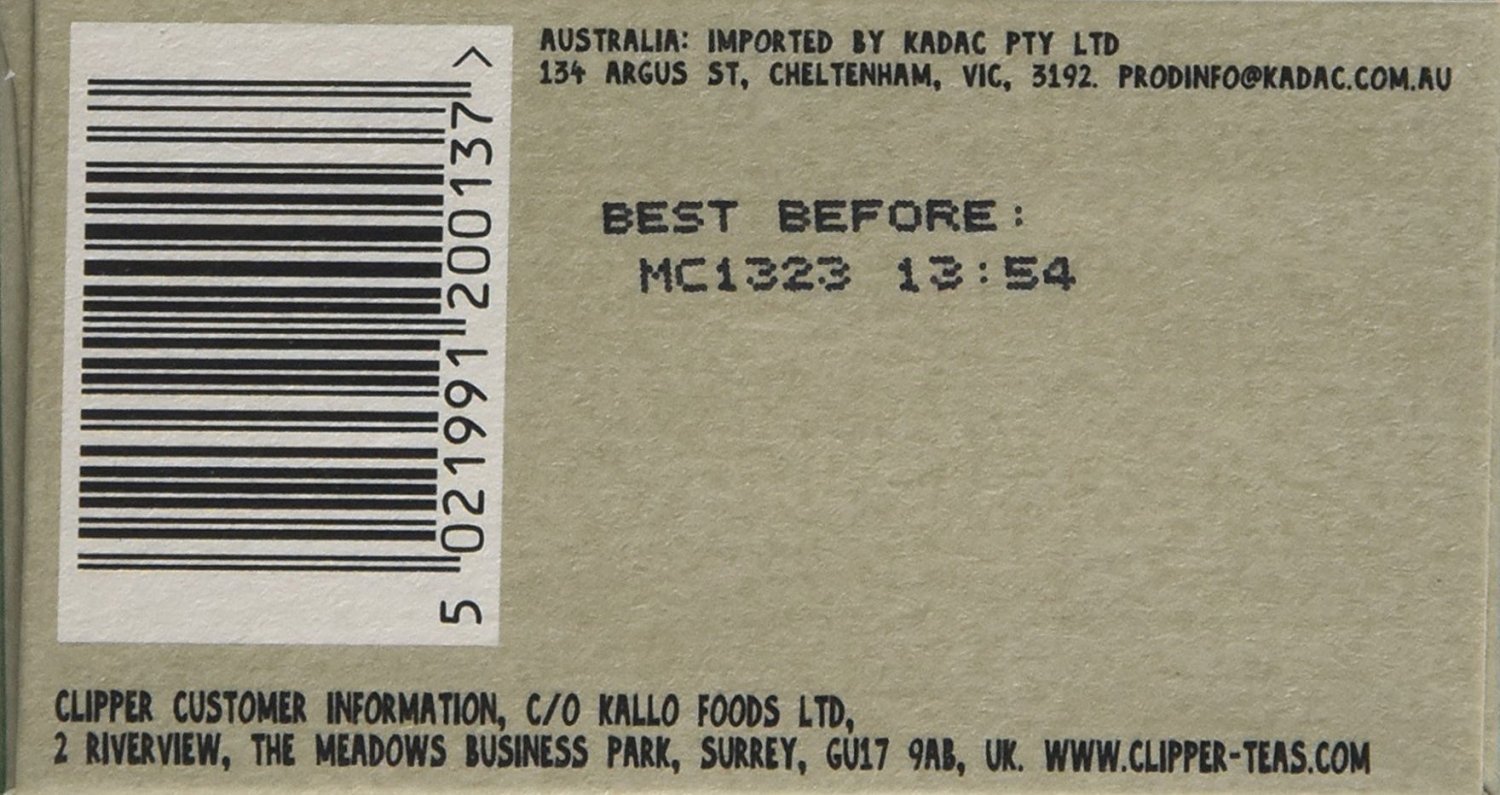 AUSTRALIA: IMPORTED BY KADAC PTY LTD
134 ARGUS ST, CHELTENHAM, VIC, 3192. PRODINFO@KADAC.COM.AU
5 021991 200137 >
BEST BEFORE:
MC1323 13:54
CLIPPER CUSTOMER INFORMATION, C/O KALLO FOODS LTD,
2 RIVERVIEW, THE MEADOWS BUSINESS PARK, SURREY, GU17 9AB, UK. WWW.CLIPPER-TEAS.COM